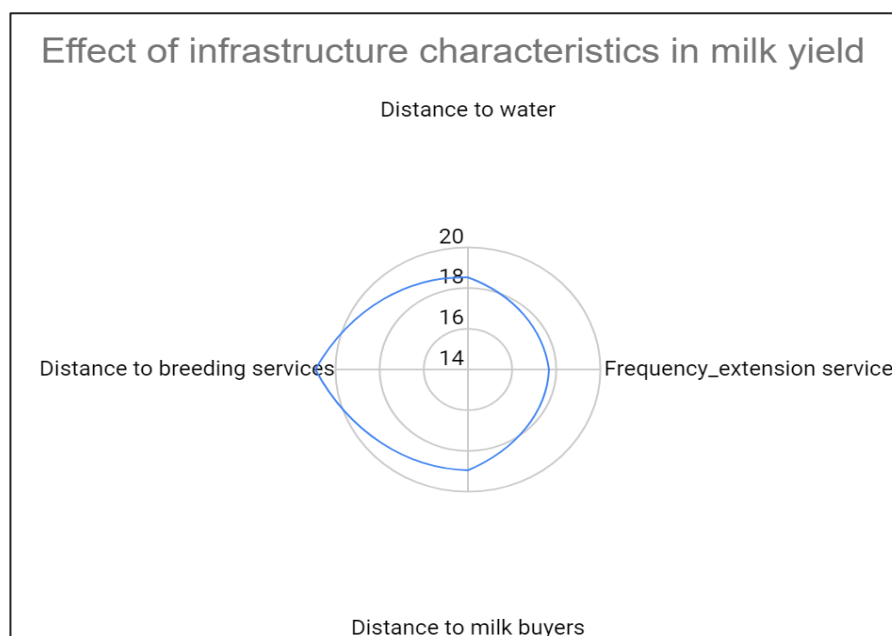 Effect of infrastructure characteristics in milk yield
Distance to water
20
18
16
14
Distance to breeding services
Frequency_extension service
Distance to milk buyers